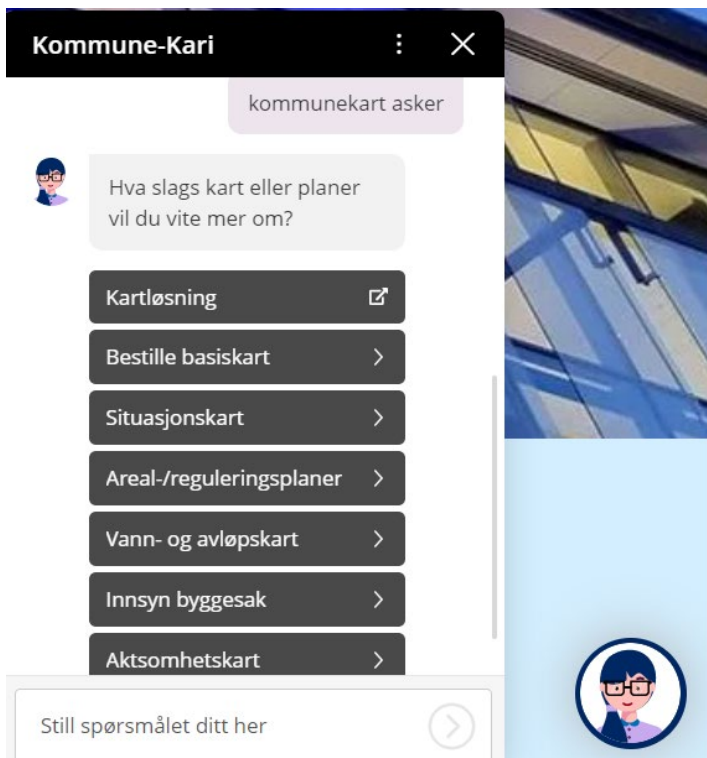 Kommune-Kari
kommunekart asker
Hva slags kart eller planer
vil du vite mer om?
Kartløsning
Bestille basiskart
Situasjonskart
Areal-/reguleringsplaner
Vann- og avløpskart
Innsyn byggesak
Aktsomhetskart
Still spørsmålet ditt her